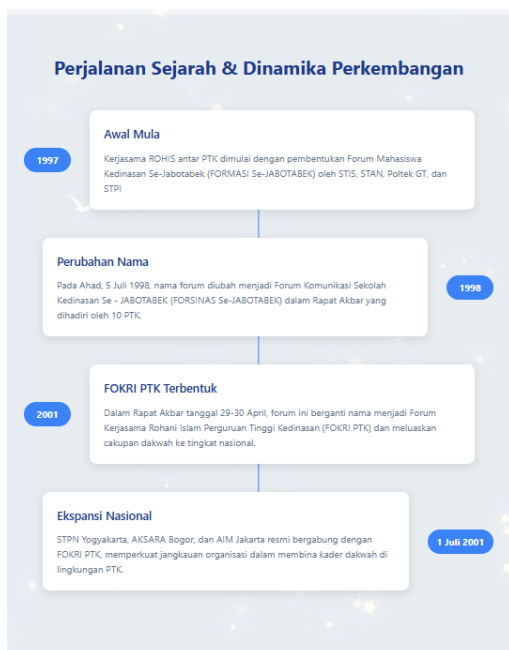 Perjalanan Sejarah & Dinamika Perkembangan
Awal Mula
1997
Kerjasama ROHIS antar PTK dimulai dengan pembentukan Forum Mahasiswa
Kedinasan Se-Jabotabek (FORMASI Se-JABOTABEK) oleh STIS, STAN, Poltek GT, dan
STPI
Perubahan Nama
Pada Ahad, 5 Juli 1998, nama forum diubah menjadi Forum Komunikasi Sekolah
Kedinasan Se - JABOTABEK (FORSINAS Se-JABOTABEK) dalam Rapat Akbar yang
dihadiri oleh 10 PTK.
1998
FOKRI PTK Terbentuk
2001
Dalam Rapat Akbar tanggal 29-30 April, forum ini berganti nama menjadi Forum
Kerjasama Rohani Islam Perguruan Tinggi Kedinasan (FOKRI PTK) dan meluaskan
cakupan dakwah ke tingkat nasional.
Ekspansi Nasional
STPN Yogyakarta, AKSARA Bogor, dan AIM Jakarta resmi bergabung dengan
FOKRI PTK, memperkuat jangkauan organisasi dalam membina kader dakwah di
lingkungan PTK.
1 Juli 2001